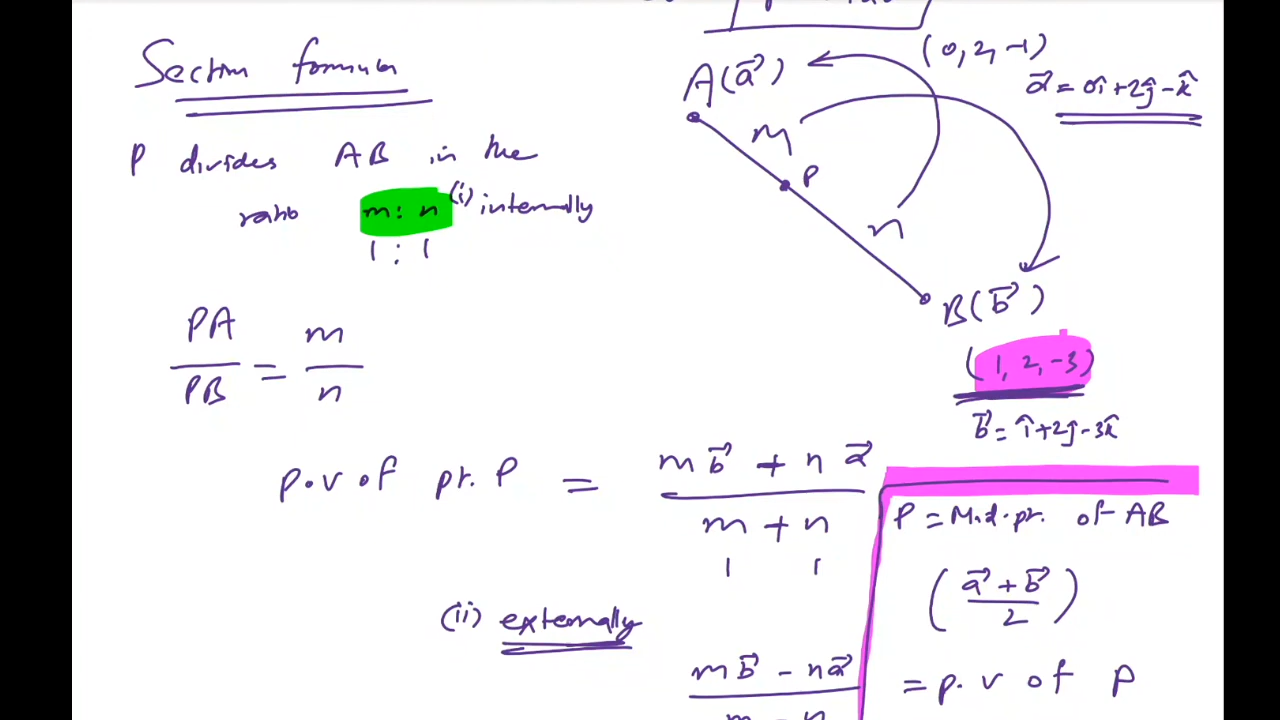 Section formula
P divides AB in the
ratio m : n (i) internally
1 : 1
PA/PB = m/n
p.v of pt. P = (m b⃗ + n a⃗)/(m + n)
1 1
(ii) externally
(m b⃗ - n a⃗)/(m - n)
(0, 2, -1)
A(a⃗)
a⃗ = 0î + 2ĵ - k̂
m
P
n
B(b⃗)
(1, 2, -3)
b⃗ = î + 2ĵ - 3k̂
P = Mid.pt. of AB
((a⃗ + b⃗)/2)
= p.v of P